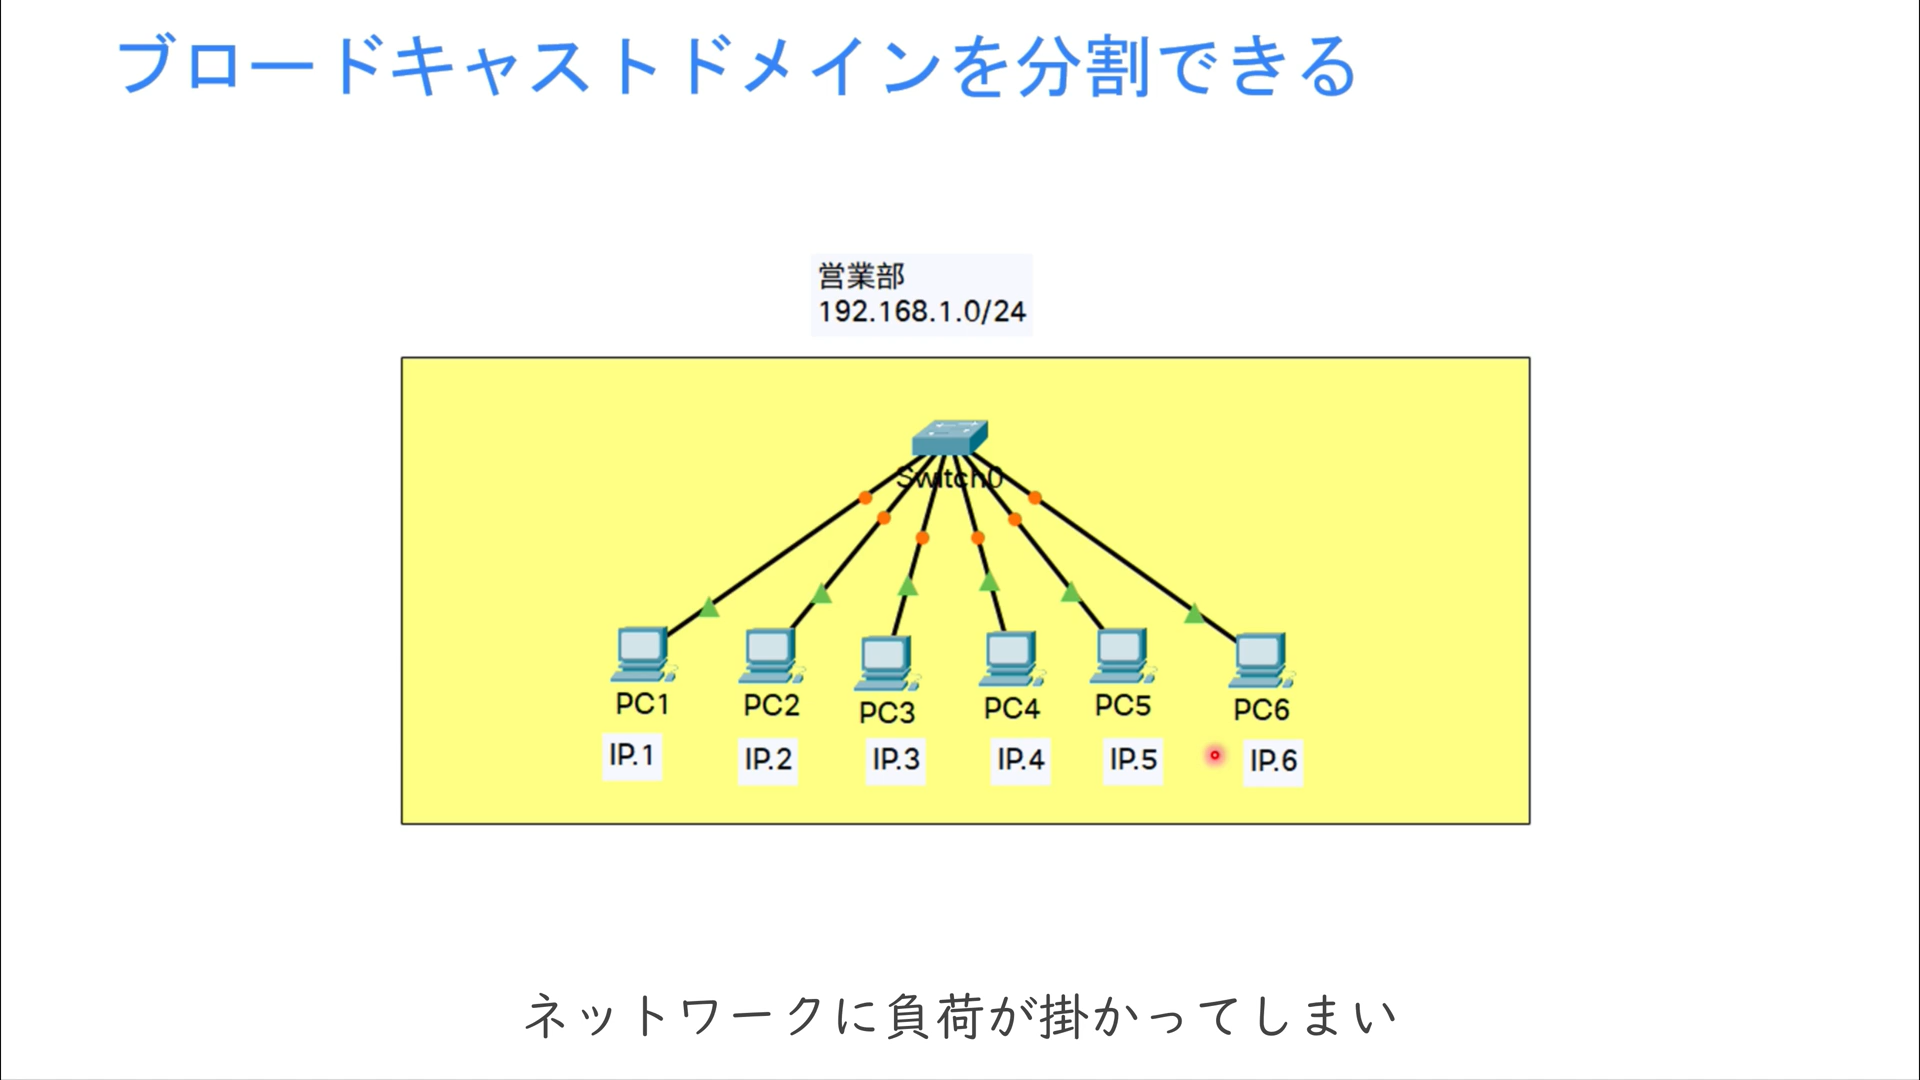 ブロードキャストドメインを分割できる
営業部
192.168.1.0/24
Switch0
PC1
PC2
PC3
PC4
PC5
PC6
IP.1
IP.2
IP.3
IP.4
IP.5
IP.6
ネットワークに負荷が掛かってしまい